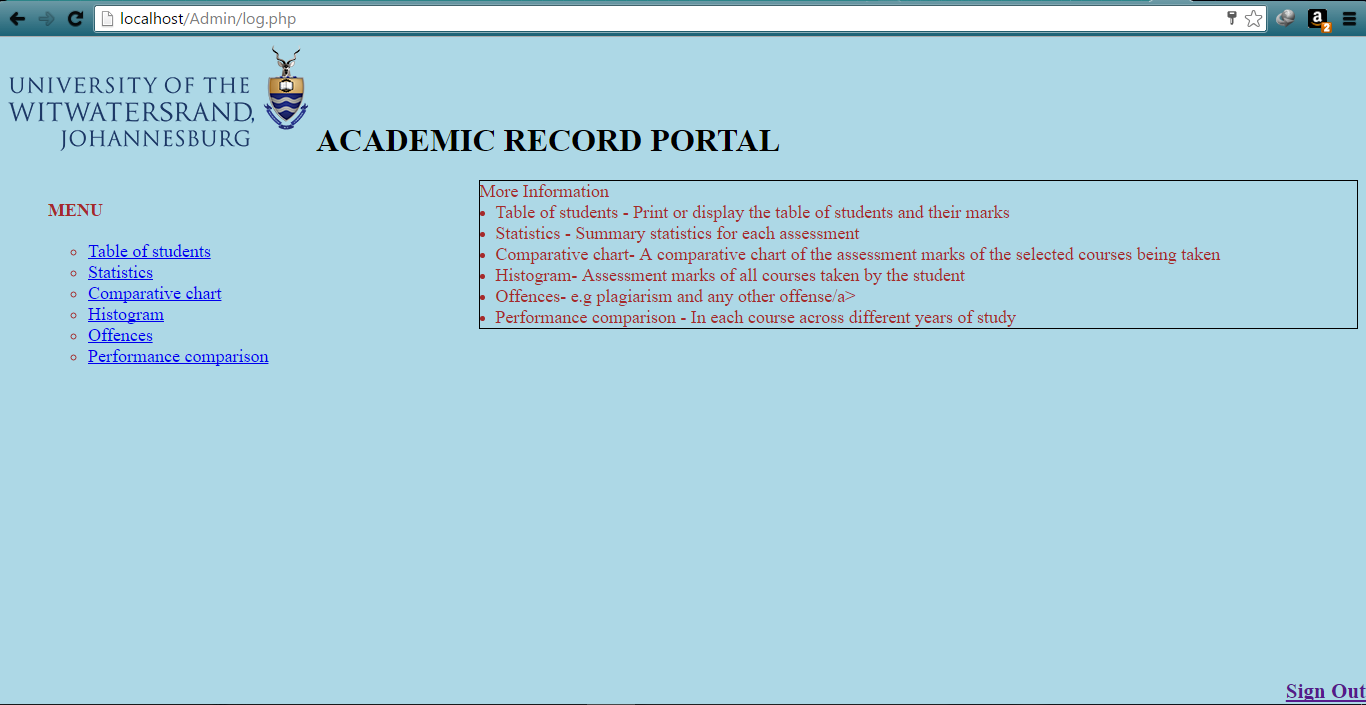 localhost/Admin/log.php
a
2
UNIVERSITY OF THE
WITWATERSRAND,
JOHANNESBURG
ACADEMIC RECORD PORTAL
MENU
Table of students
Statistics
Comparative chart
Histogram
Offences
Performance comparison
More Information
Table of students - Print or display the table of students and their marks
Statistics - Summary statistics for each assessment
Comparative chart- A comparative chart of the assessment marks of the selected courses being taken
Histogram- Assessment marks of all courses taken by the student
Offences- e.g plagiarism and any other offense/a>
Performance comparison - In each course across different years of study
Sign Out